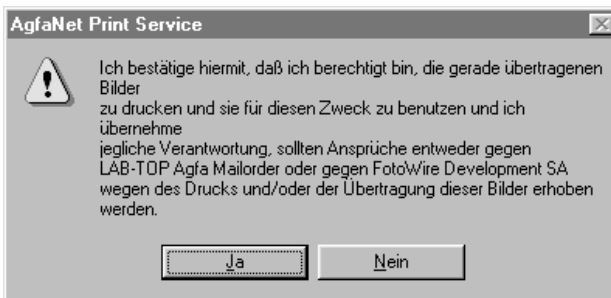 AgfaNet Print Service
Ich bestätige hiermit, daß ich berechtigt bin, die gerade übertragenen
Bilder
zu drucken und sie für diesen Zweck zu benutzen und ich
übernehme
jegliche Verantwortung, sollten Ansprüche entweder gegen
LAB-TOP Agfa Mailorder oder gegen FotoWire Development SA
wegen des Drucks und/oder der Übertragung dieser Bilder erhoben
werden.
Ja Nein